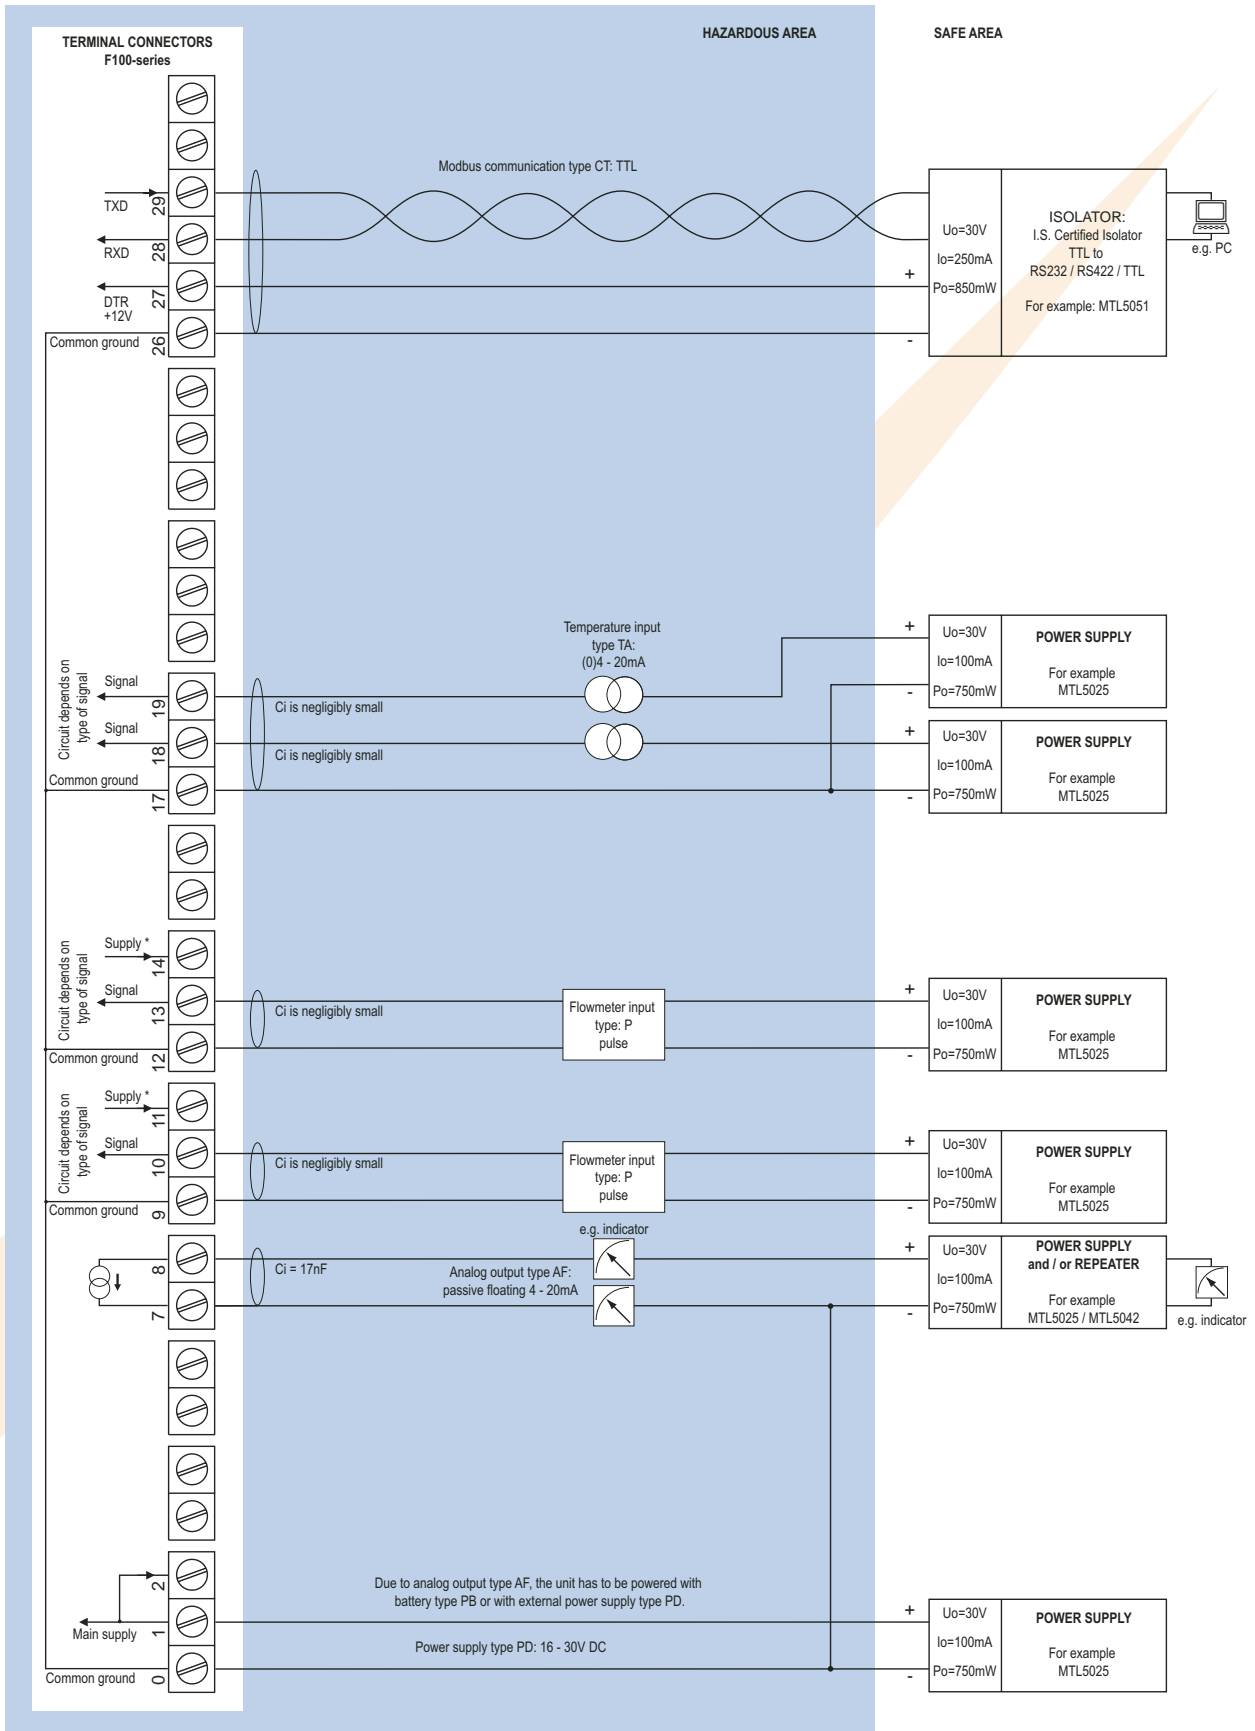 HAZARDOUS AREA
SAFE AREA
TERMINAL CONNECTORS
F100-series
Modbus communication type CT: TTL
TXD
29
RXD
28
DTR
+12V
27
Common ground
26
+
-
Uo=30V
Io=250mA
Po=850mW
ISOLATOR:
I.S. Certified Isolator
TTL to
RS232 / RS422 / TTL
For example: MTL5051
e.g. PC
Temperature input
type TA:
(0)4 - 20mA
Circuit depends on
type of signal
Signal
19
Ci is negligibly small
Signal
18
Ci is negligibly small
Common ground
17
+
-
Uo=30V
Io=100mA
Po=750mW
POWER SUPPLY
For example
MTL5025
+
-
Uo=30V
Io=100mA
Po=750mW
POWER SUPPLY
For example
MTL5025
Circuit depends on
type of signal
Supply *
14
Signal
13
Ci is negligibly small
Common ground
12
Flowmeter input
type: P
pulse
+
-
Uo=30V
Io=100mA
Po=750mW
POWER SUPPLY
For example
MTL5025
Circuit depends on
type of signal
Supply *
11
Signal
10
Ci is negligibly small
Common ground
9
Flowmeter input
type: P
pulse
+
-
Uo=30V
Io=100mA
Po=750mW
POWER SUPPLY
For example
MTL5025
e.g. indicator
8
Ci = 17nF
7
Analog output type AF:
passive floating 4 - 20mA
+
-
Uo=30V
Io=100mA
Po=750mW
POWER SUPPLY
and / or REPEATER
For example
MTL5025 / MTL5042
e.g. indicator
2
Due to analog output type AF, the unit has to be powered with
battery type PB or with external power supply type PD.
Main supply
1
Power supply type PD: 16 - 30V DC
Common ground
0
+
-
Uo=30V
Io=100mA
Po=750mW
POWER SUPPLY
For example
MTL5025